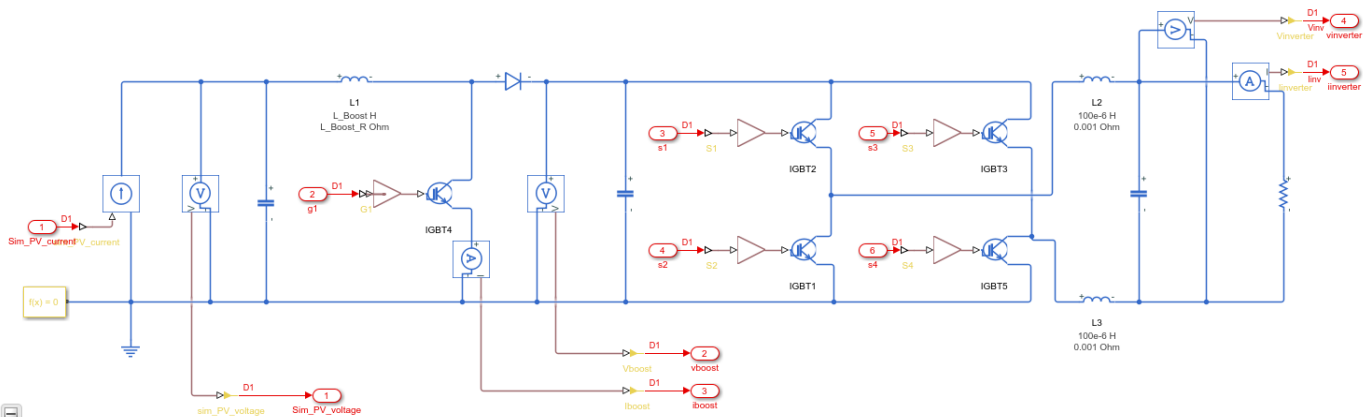 D1
V
Vinv
4
Vinverter
vinverter
D1
I
Iinv
5
Iinverter
iinverter
A
V
L1
L_Boost H
L_Boost_R Ohm
L2
100e-6 H
0.001 Ohm
3
D1
s1
S1
IGBT2
5
D1
s3
S3
IGBT3
V
V
2
D1
g1
G1
IGBT4
1
D1
Sim_PV_current
A
4
D1
s2
S2
IGBT1
6
D1
s4
S4
IGBT5
f(x) = 0
L3
100e-6 H
0.001 Ohm
D1
2
Vboost
vboost
D1
3
Iboost
iboost
D1
1
sim_PV_voltage
Sim_PV_voltage